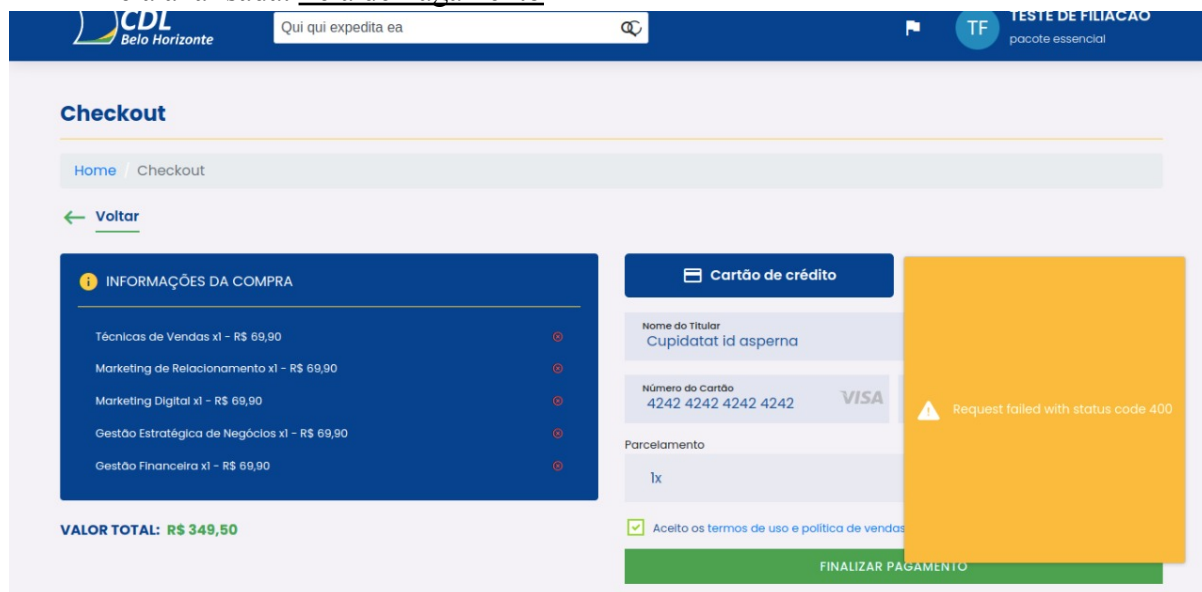 CDL
Belo Horizonte
Qui qui expedita ea
TF
TESTE DE FILIACAO
pacote essencial
Checkout
Home / Checkout
Voltar
INFORMAÇÕES DA COMPRA
Técnicas de Vendas x1 - R$ 69,90
Marketing de Relacionamento x1 - R$ 69,90
Marketing Digital x1 - R$ 69,90
Gestão Estratégica de Negócios x1 - R$ 69,90
Gestão Financeira x1 - R$ 69,90
VALOR TOTAL: R$ 349,50
Cartão de crédito
Nome do Titular
Cupidatat id asperna
Número do Cartão
4242 4242 4242 4242 VISA
Parcelamento
1x
Aceito os termos de uso e política de vendas
FINALIZAR PAGAMENTO
Request failed with status code 400